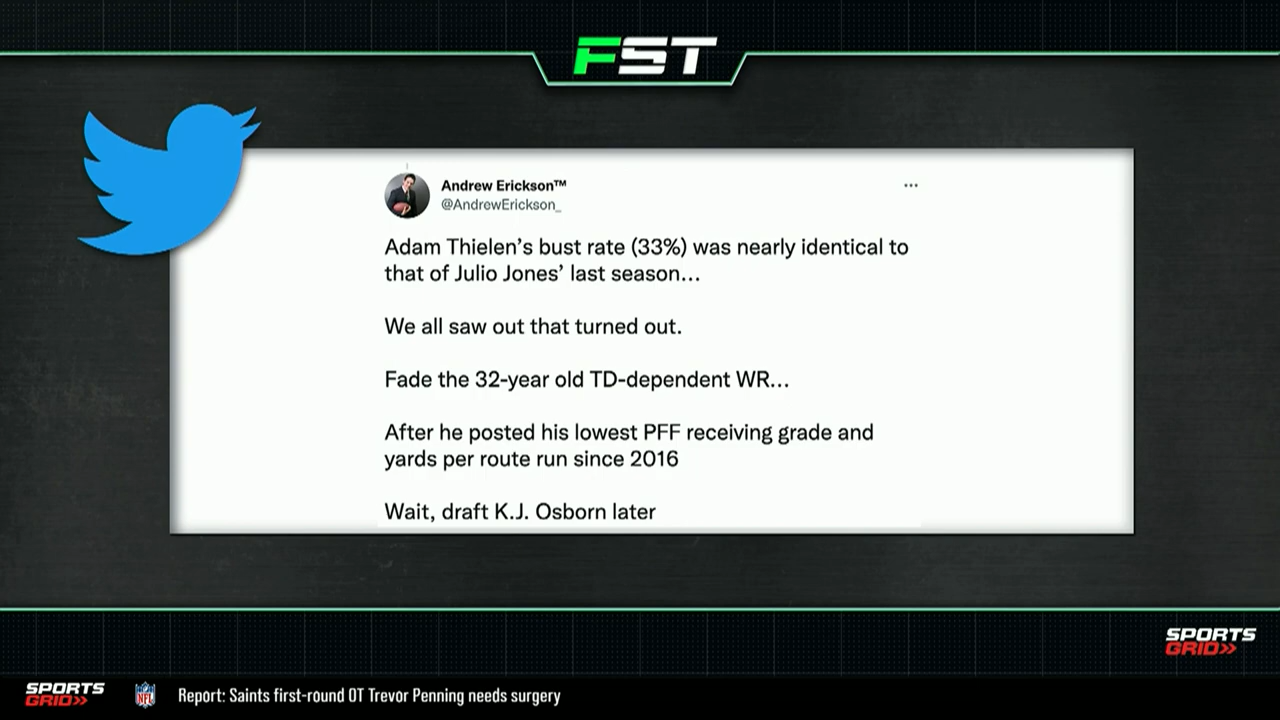 FST
Andrew Erickson™
@AndrewErickson_
...
Adam Thielen’s bust rate (33%) was nearly identical to
that of Julio Jones’ last season...
We all saw out that turned out.
Fade the 32-year old TD-dependent WR...
After he posted his lowest PFF receiving grade and
yards per route run since 2016
Wait, draft K.J. Osborn later
SPORTS
GRID>>
SPORTS
GRID>>
NFL
Report: Saints first-round OT Trevor Penning needs surgery